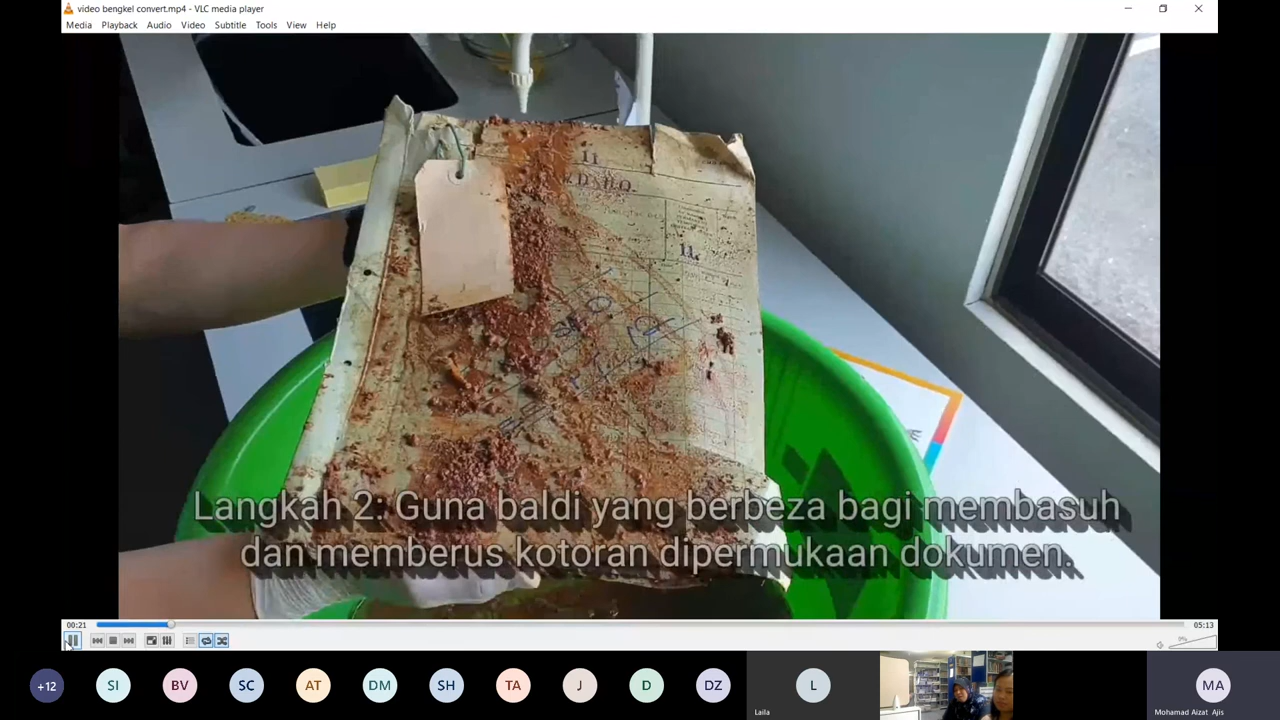 video bengkel convert.mp4 - VLC media player
Media Playback Audio Video Subtitle Tools View Help
11
11.
Langkah 2: Guna baldi yang berbeza bagi membasuh
dan memberus kotoran dipermukaan dokumen.
00:21
05:13
+12
SI
BV
SC
AT
DM
SH
TA
J
D
DZ
L
Laila
MA
Mohamad Aizat Ajis